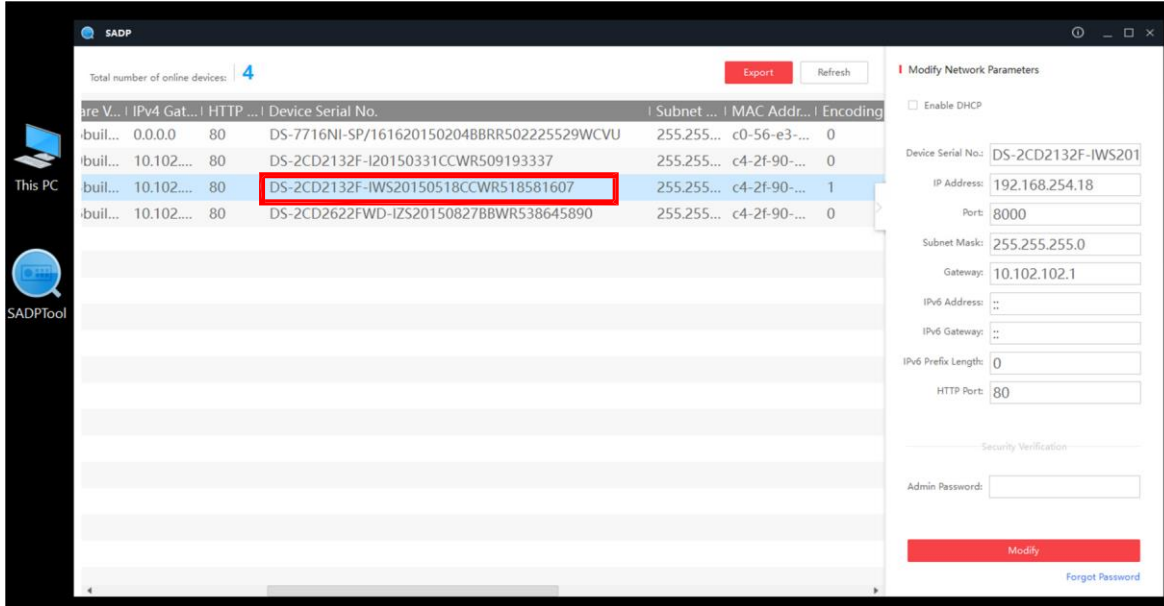 SADP
Total number of online devices: 4
Export
Refresh
are V... IPv4 Gat... HTTP ... Device Serial No. Subnet ... MAC Addr... Encoding
buil... 0.0.0.0 80 DS-7716NI-SP/161620150204BBRR502225529WCVU 255.255... c0-56-e3-... 0
buil... 10.102.... 80 DS-2CD2132F-I20150331CCWR509193337 255.255... c4-2f-90-... 0
buil... 10.102.... 80 DS-2CD2132F-IWS20150518CCWR518581607 255.255... c4-2f-90-... 1
buil... 10.102.... 80 DS-2CD2622FWD-IZS20150827BBWR538645890 255.255... c4-2f-90-... 0
This PC
SADPTool
Modify Network Parameters
Enable DHCP
Device Serial No.: DS-2CD2132F-IWS201
IP Address: 192.168.254.18
Port: 8000
Subnet Mask: 255.255.255.0
Gateway: 10.102.102.1
IPv6 Address: ::
IPv6 Gateway: ::
IPv6 Prefix Length: 0
HTTP Port: 80
Security Verification
Admin Password:
Modify
Forgot Password